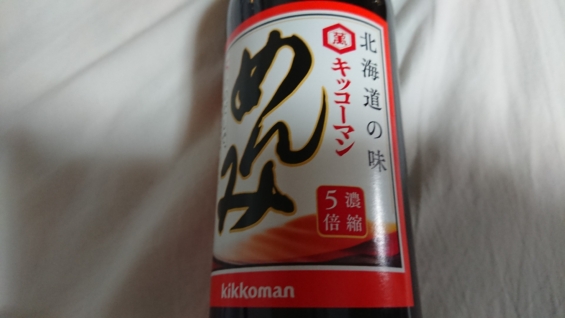 北海道の味
萬
キッコーマン
めんみ
濃縮
5倍
kikkoman